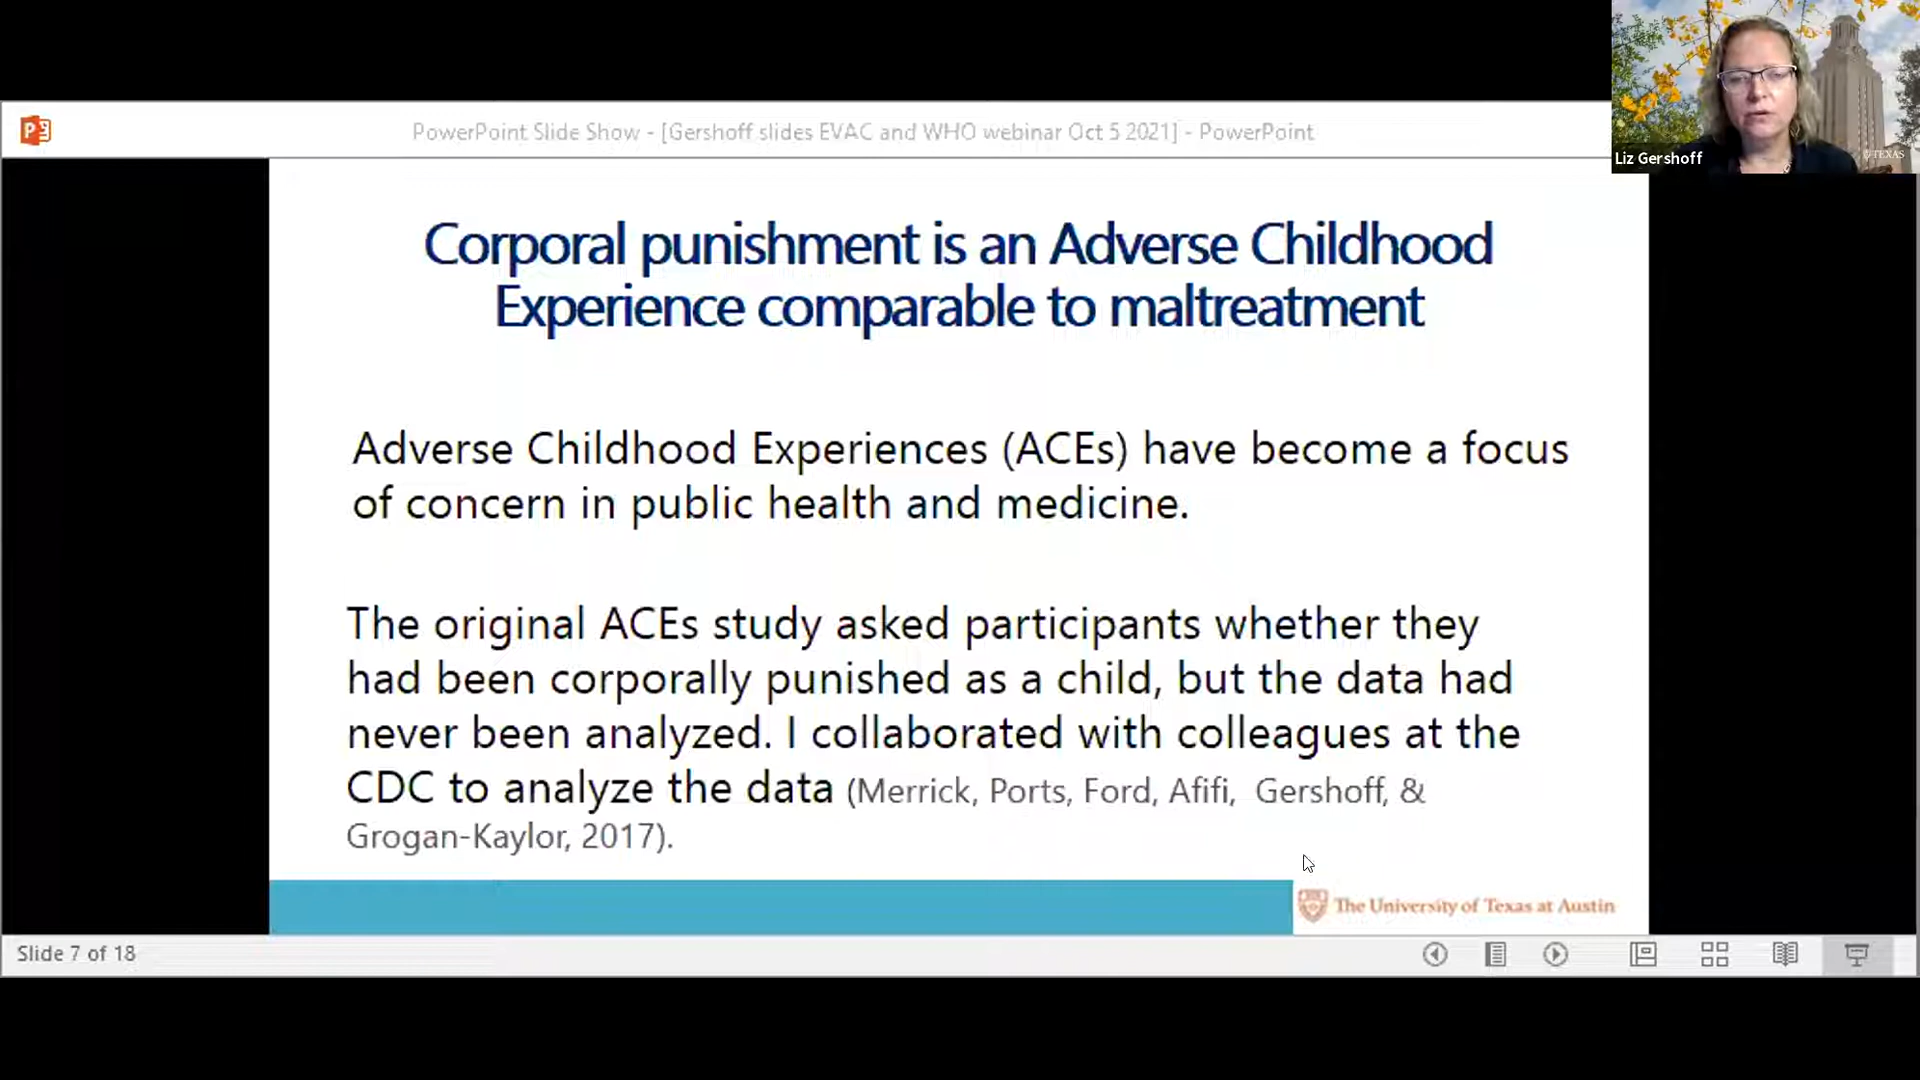 PowerPoint Slide Show - [Gershoff slides EVAC and WHO webinar Oct 5 2021] - PowerPoint
Liz Gershoff
TEXAS
Corporal punishment is an Adverse Childhood
Experience comparable to maltreatment
Adverse Childhood Experiences (ACEs) have become a focus
of concern in public health and medicine.
The original ACEs study asked participants whether they
had been corporally punished as a child, but the data had
never been analyzed. I collaborated with colleagues at the
CDC to analyze the data (Merrick, Ports, Ford, Afifi, Gershoff, &
Grogan-Kaylor, 2017).
The University of Texas at Austin
Slide 7 of 18